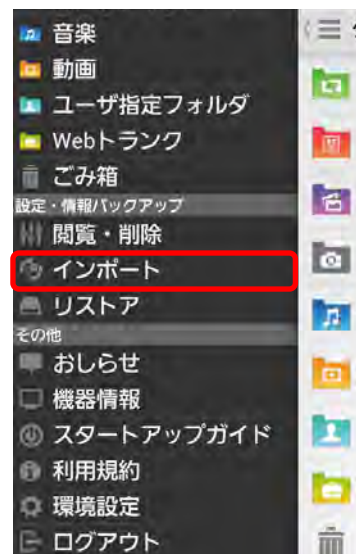 音楽
動画
ユーザ指定フォルダ
Webトランク
ごみ箱
設定・情報バックアップ
閲覧・削除
インポート
リストア
その他
おしらせ
機器情報
スタートアップガイド
利用規約
環境設定
ログアウト